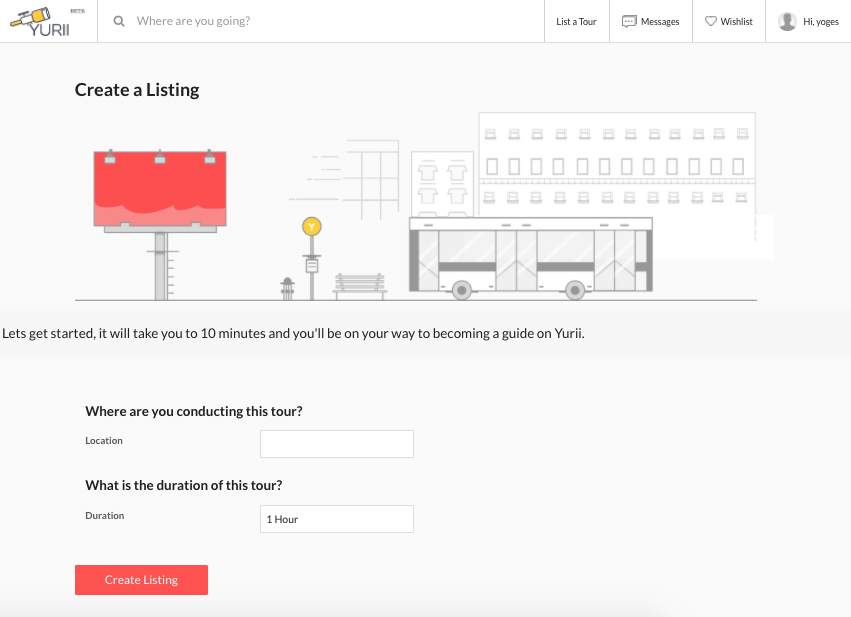 YURII
BETA
Where are you going?
List a Tour
Messages
Wishlist
Hi, yoges
Create a Listing
Y
Lets get started, it will take you to 10 minutes and you'll be on your way to becoming a guide on Yurii.
Where are you conducting this tour?
Location
What is the duration of this tour?
Duration
1 Hour
Create Listing